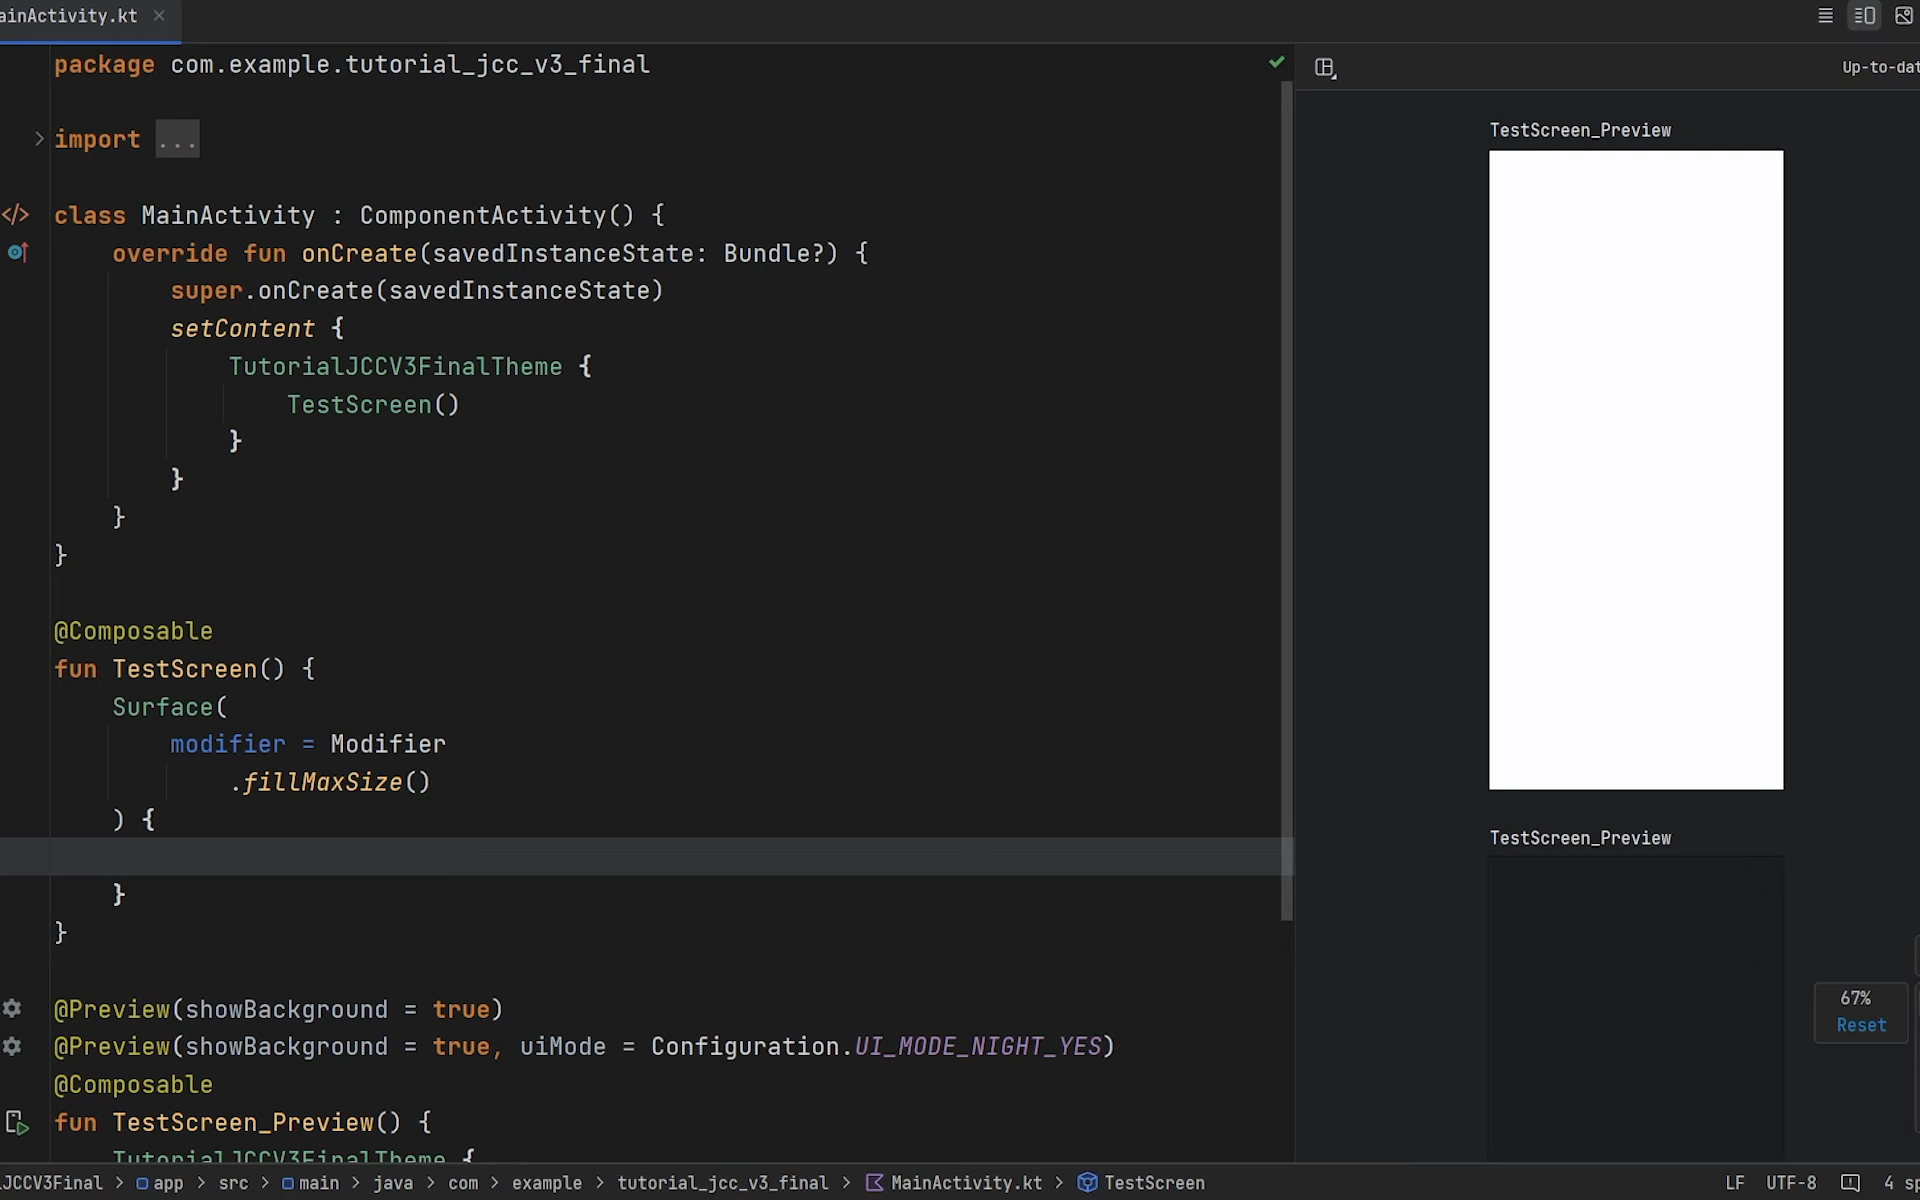 ainActivity.kt
package com.example.tutorial_jcc_v3_final
import ...
class MainActivity : ComponentActivity() {
override fun onCreate(savedInstanceState: Bundle?) {
super.onCreate(savedInstanceState)
setContent {
TutorialJCCV3FinalTheme {
TestScreen()
}
}
}
}
@Composable
fun TestScreen() {
Surface(
modifier = Modifier
.fillMaxSize()
) {
}
}
@Preview(showBackground = true)
@Preview(showBackground = true, uiMode = Configuration.UI_MODE_NIGHT_YES)
@Composable
fun TestScreen_Preview() {
TutorialJCCV3FinalTheme {
Up-to-dat
TestScreen_Preview
TestScreen_Preview
67%
Reset
JCCV3Final > app > src > main > java > com > example > tutorial_jcc_v3_final > MainActivity.kt > TestScreen
LF UTF-8 4 sp